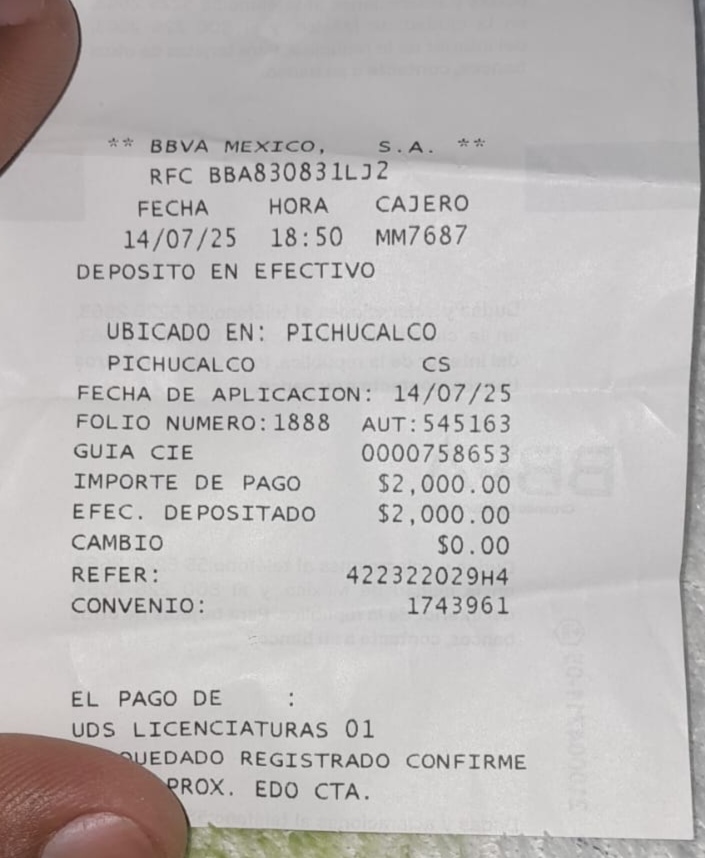 ** BBVA MEXICO, S.A. **
RFC BBA830831LJ2
FECHA HORA CAJERO
14/07/25 18:50 MM7687
DEPOSITO EN EFECTIVO
UBICADO EN: PICHUCALCO
PICHUCALCO CS
FECHA DE APLICACION: 14/07/25
FOLIO NUMERO:1888 AUT:545163
GUIA CIE 0000758653
IMPORTE DE PAGO $2,000.00
EFEC. DEPOSITADO $2,000.00
CAMBIO $0.00
REFER: 422322029H4
CONVENIO: 1743961
EL PAGO DE :
UDS LICENCIATURAS 01
QUEDADO REGISTRADO CONFIRME
PROX. EDO CTA.